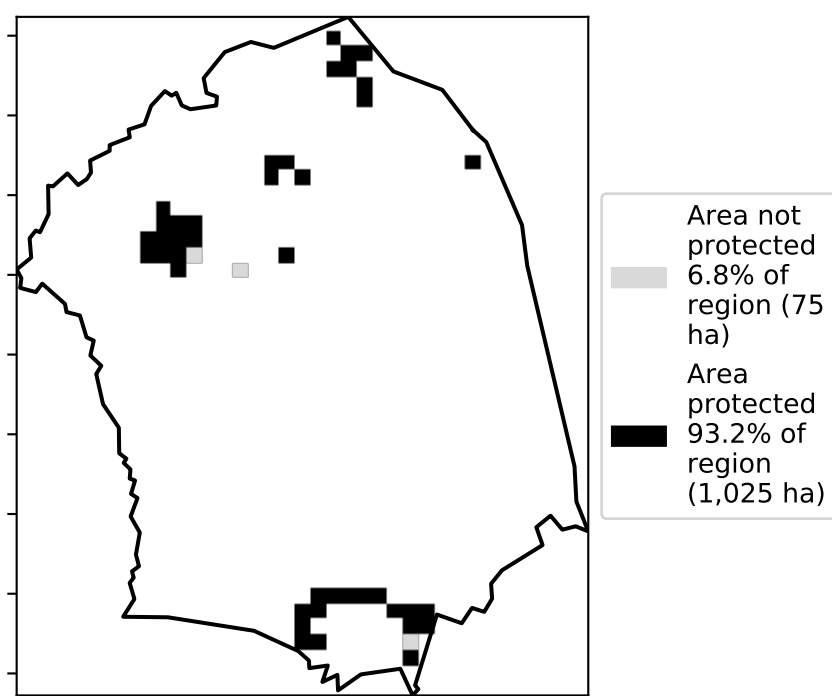 Area not
protected
6.8% of
region (75
ha)
Area
protected
93.2% of
region
(1,025 ha)